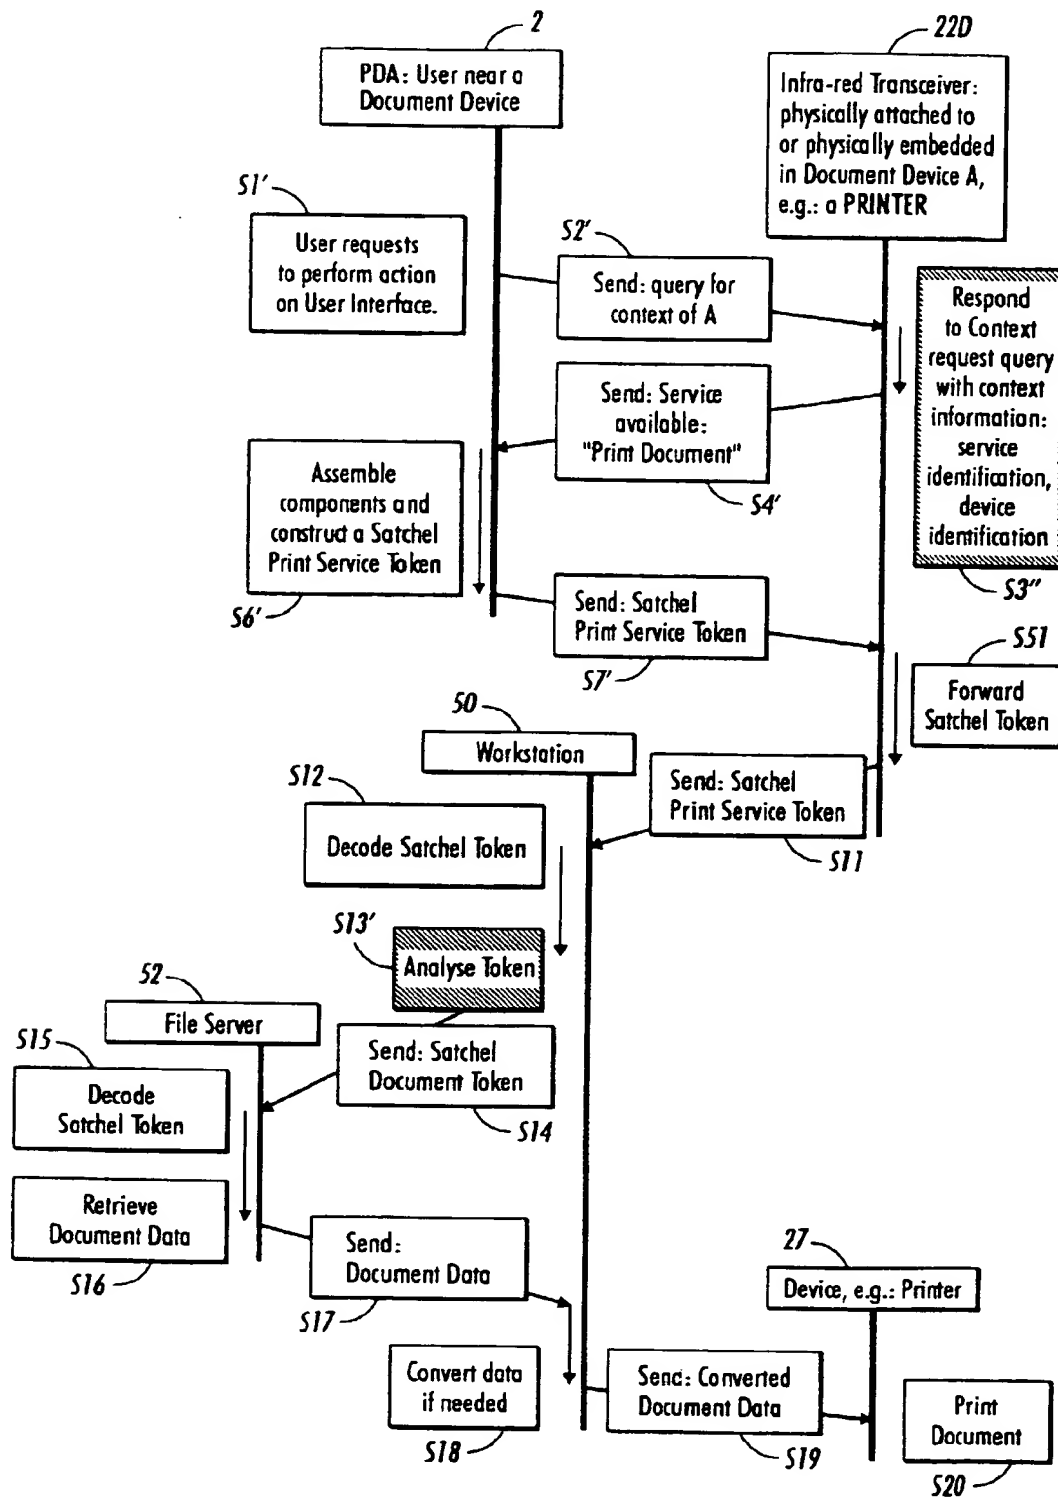 2
PDA: User near a
Document Device
22D
Infra-red Transceiver:
physically attached to
or physically embedded
in Document Device A,
e.g.: a PRINTER
S1'
User requests
to perform action
on User Interface.
S2'
Send: query for
context of A
Respond
to Context
request query
with context
information:
service
identification,
device
identification
S3"
Send: Service
available:
"Print Document"
S4'
Assemble
components and
construct a Satchel
Print Service Token
S6'
Send: Satchel
Print Service Token
S7'
S51
Forward
Satchel Token
50
Workstation
Send: Satchel
Print Service Token
S11
S12
Decode Satchel Token
S13'
Analyse Token
52
File Server
Send: Satchel
Document Token
S14
S15
Decode
Satchel Token
Retrieve
Document Data
S16
Send:
Document Data
S17
27
Device, e.g.: Printer
Convert data
if needed
S18
Send: Converted
Document Data
S19
Print
Document
S20